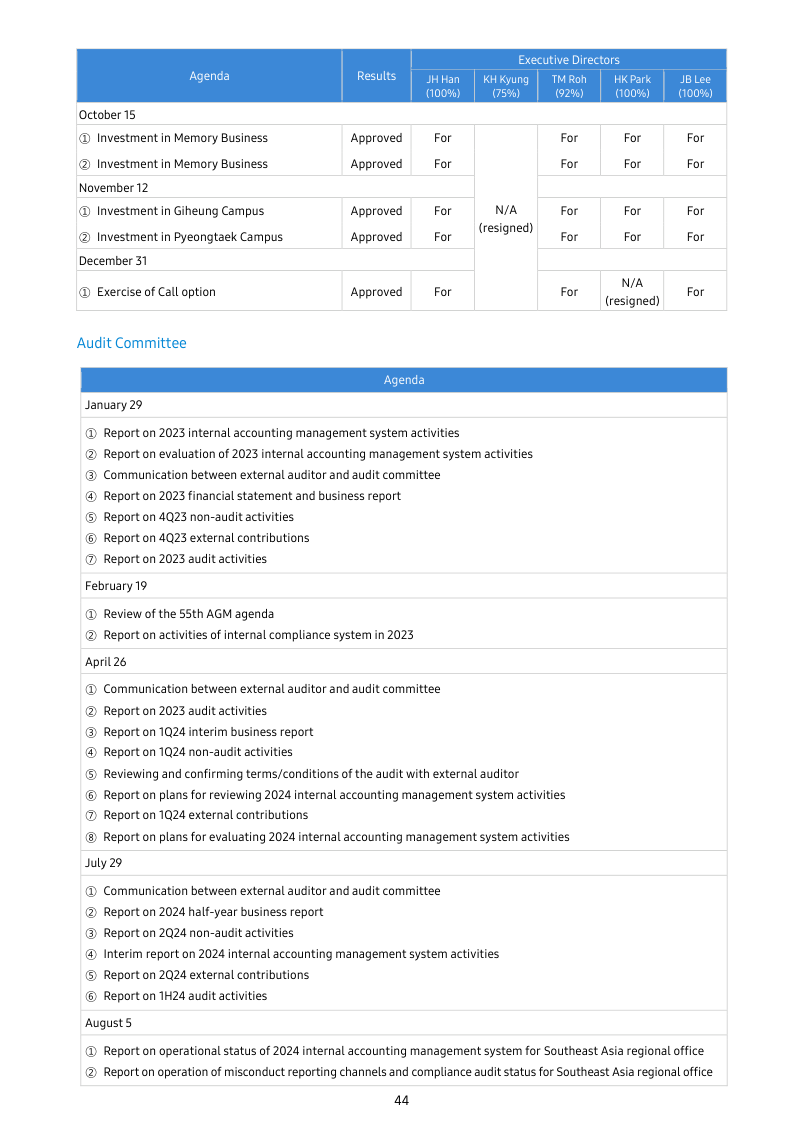 Agenda Results Executive Directors
JH Han (100%) KH Kyung (75%) TM Roh (92%) HK Park (100%) JB Lee (100%)
October 15
① Investment in Memory Business Approved For For For For
② Investment in Memory Business Approved For For For For
November 12
N/A (resigned)
① Investment in Giheung Campus Approved For For For For
② Investment in Pyeongtaek Campus Approved For For For For
December 31
① Exercise of Call option Approved For For N/A (resigned) For
Audit Committee
Agenda
January 29
① Report on 2023 internal accounting management system activities
② Report on evaluation of 2023 internal accounting management system activities
③ Communication between external auditor and audit committee
④ Report on 2023 financial statement and business report
⑤ Report on 4Q23 non-audit activities
⑥ Report on 4Q23 external contributions
⑦ Report on 2023 audit activities
February 19
① Review of the 55th AGM agenda
② Report on activities of internal compliance system in 2023
April 26
① Communication between external auditor and audit committee
② Report on 2023 audit activities
③ Report on 1Q24 interim business report
④ Report on 1Q24 non-audit activities
⑤ Reviewing and confirming terms/conditions of the audit with external auditor
⑥ Report on plans for reviewing 2024 internal accounting management system activities
⑦ Report on 1Q24 external contributions
⑧ Report on plans for evaluating 2024 internal accounting management system activities
July 29
① Communication between external auditor and audit committee
② Report on 2024 half-year business report
③ Report on 2Q24 non-audit activities
④ Interim report on 2024 internal accounting management system activities
⑤ Report on 2Q24 external contributions
⑥ Report on 1H24 audit activities
August 5
① Report on operational status of 2024 internal accounting management system for Southeast Asia regional office
② Report on operation of misconduct reporting channels and compliance audit status for Southeast Asia regional office
44